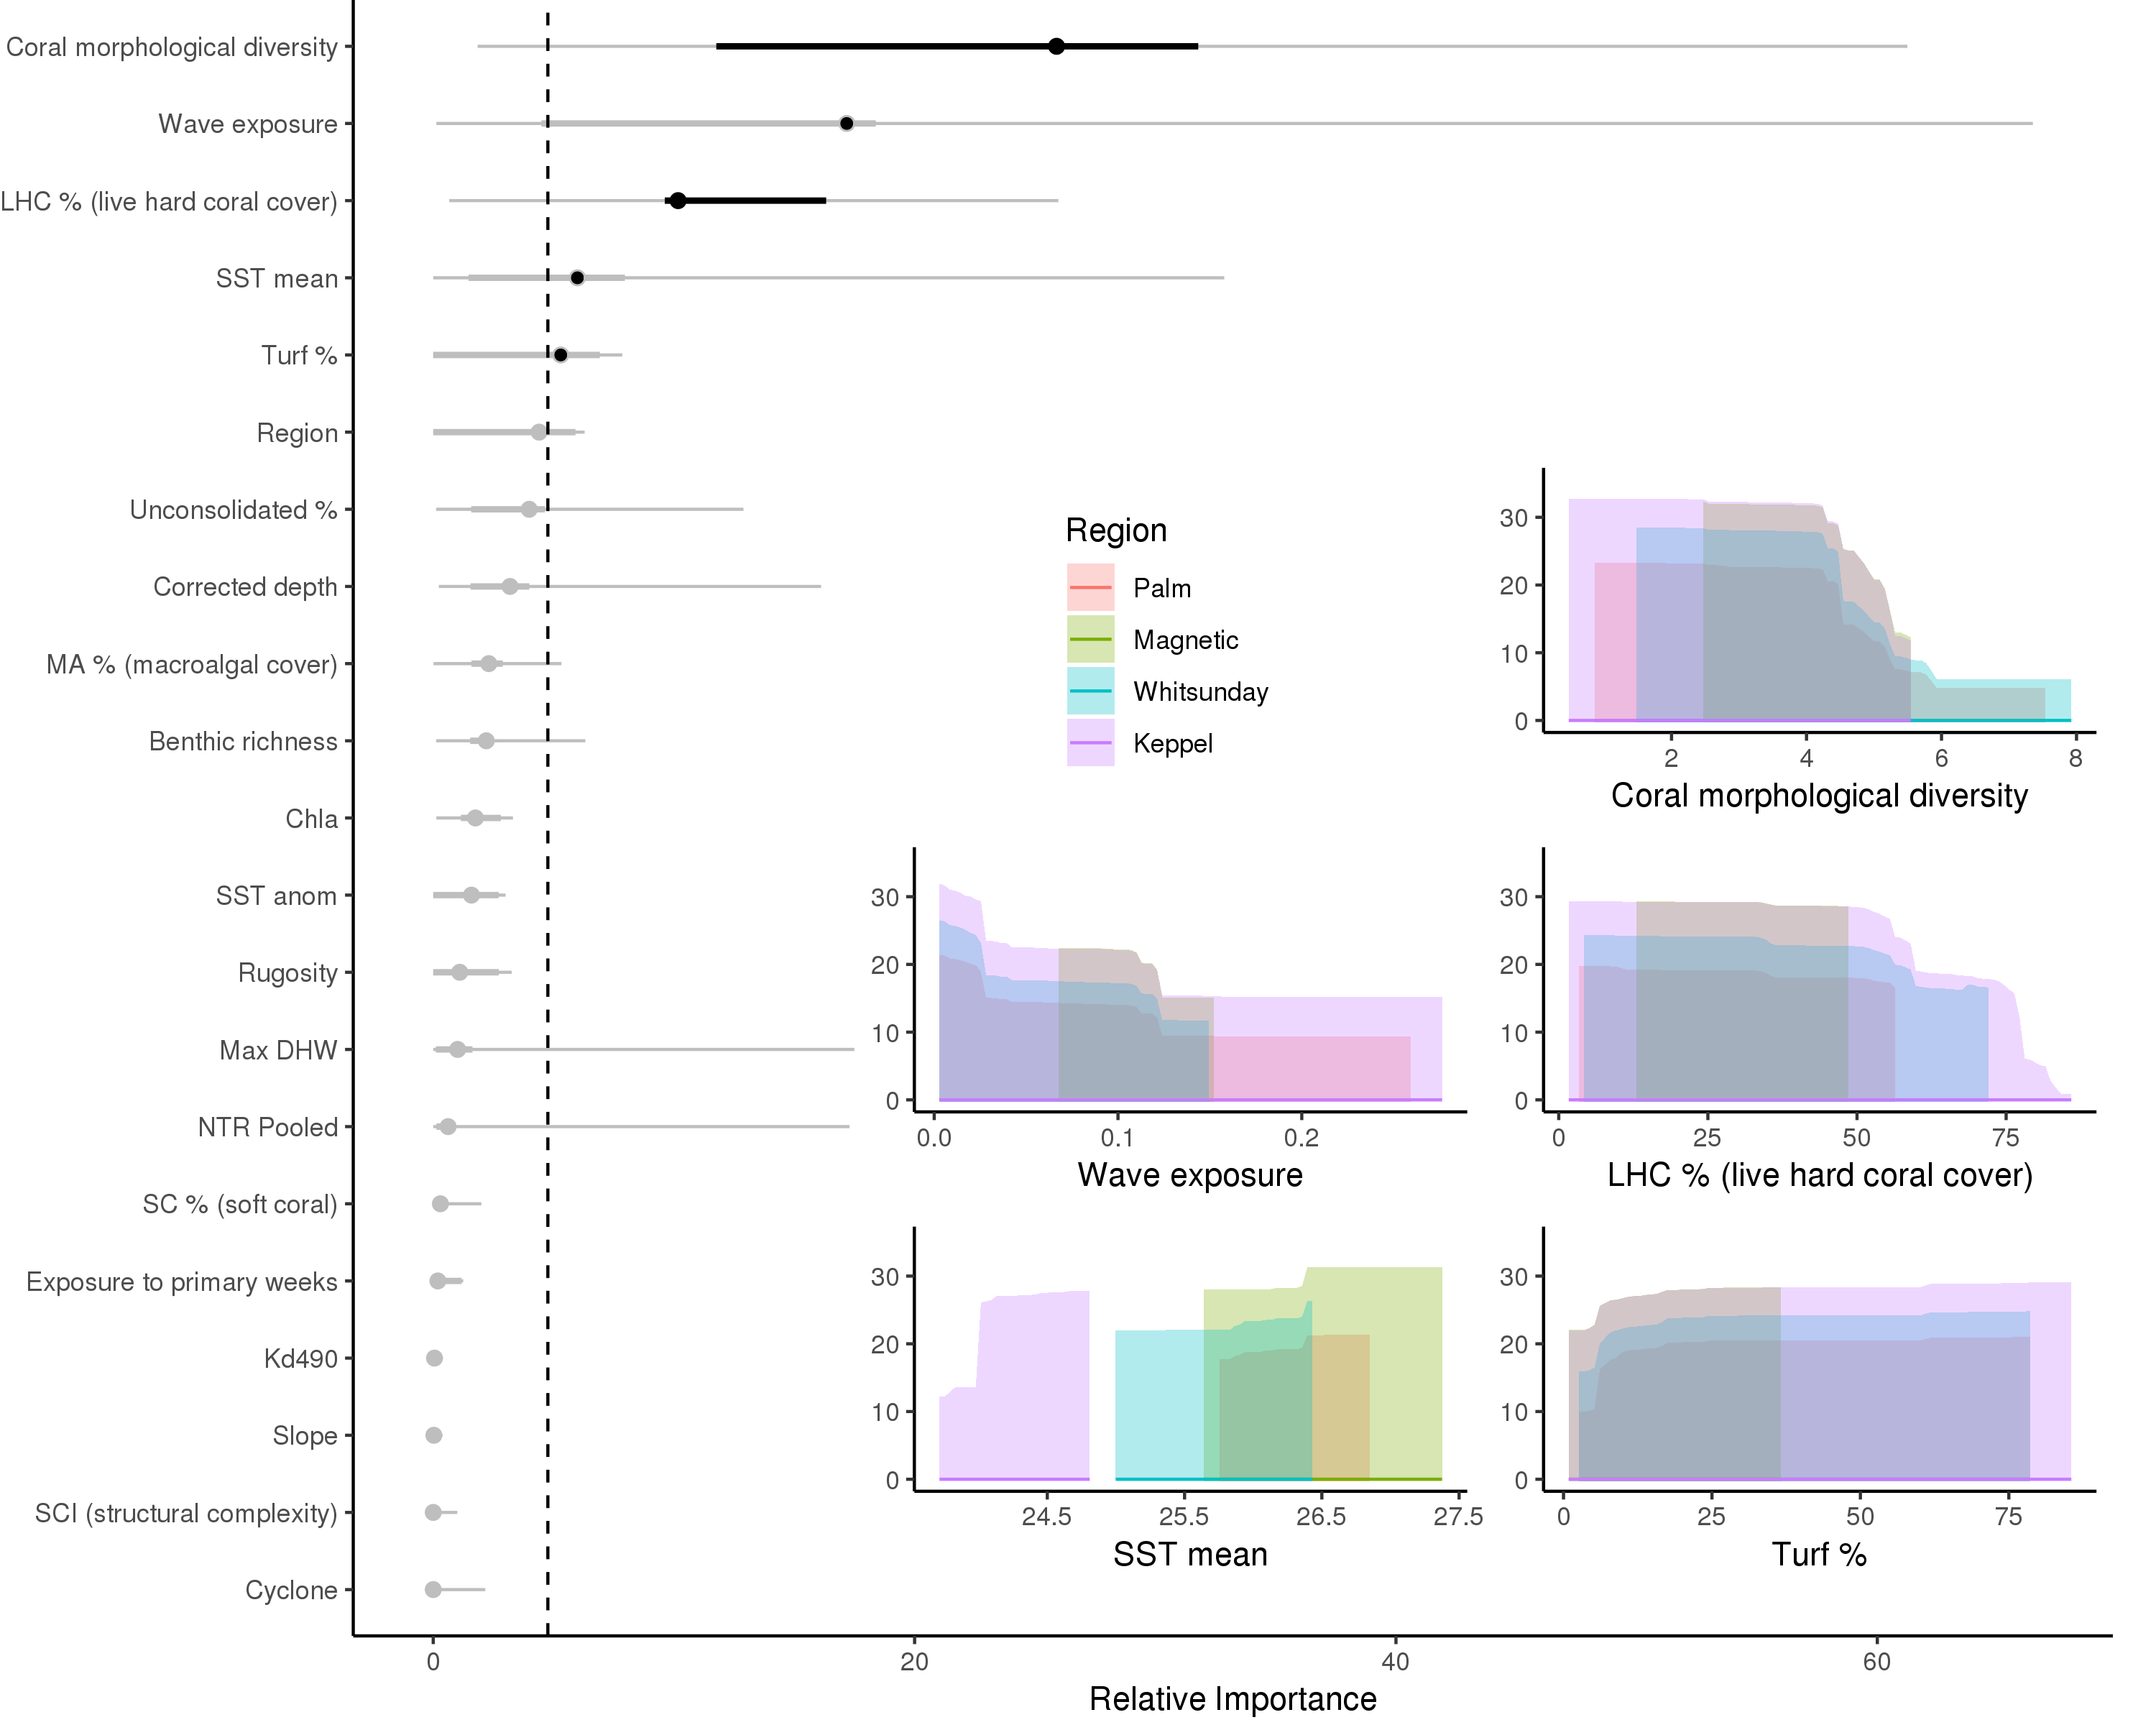 Coral morphological diversity
Wave exposure
LHC % (live hard coral cover)
SST mean
Turf %
Region
Unconsolidated %
Corrected depth
MA % (macroalgal cover)
Benthic richness
Chla
SST anom
Rugosity
Max DHW
NTR Pooled
SC % (soft coral)
Exposure to primary weeks
Kd490
Slope
SCI (structural complexity)
Cyclone
0 20 40 60
Relative Importance
Region
Palm
Magnetic
Whitsunday
Keppel
30
20
10
0
2 4 6 8
Coral morphological diversity
30
20
10
0
0.0 0.1 0.2
Wave exposure
30
20
10
0
0 25 50 75
LHC % (live hard coral cover)
30
20
10
0
24.5 25.5 26.5 27.5
SST mean
30
20
10
0
0 25 50 75
Turf %